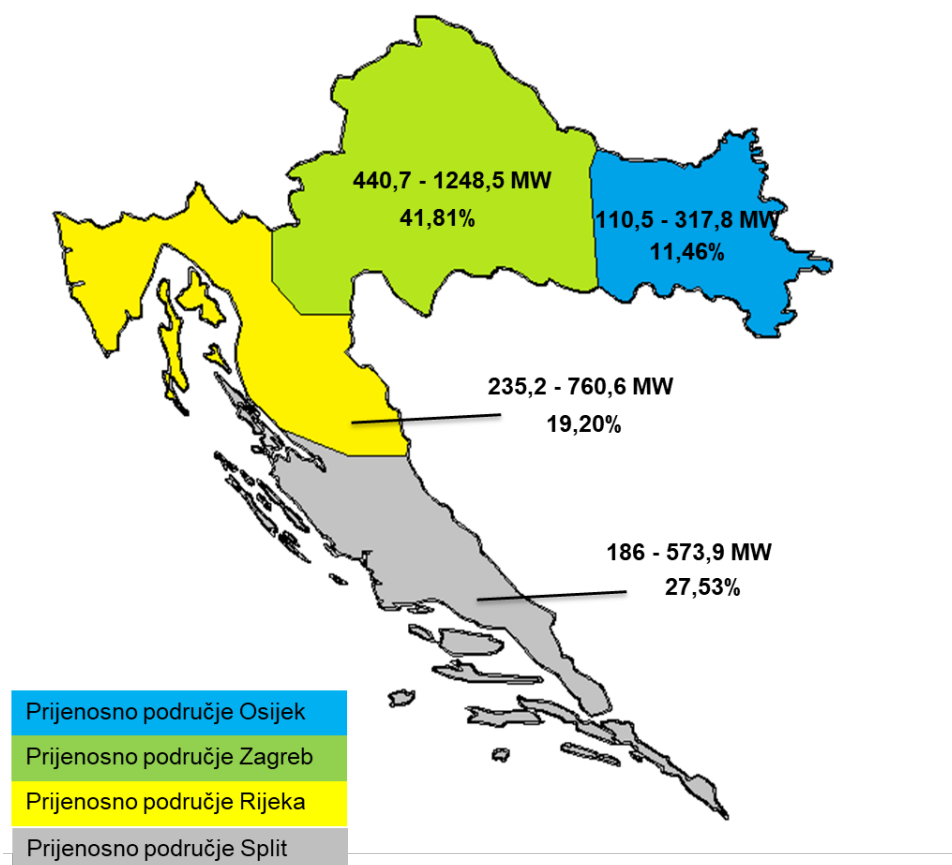 440,7 - 1248,5 MW
41,81%
110,5 - 317,8 MW
11,46%
235,2 - 760,6 MW
19,20%
186 - 573,9 MW
27,53%
Prijenosno područje Osijek
Prijenosno područje Zagreb
Prijenosno područje Rijeka
Prijenosno područje Split